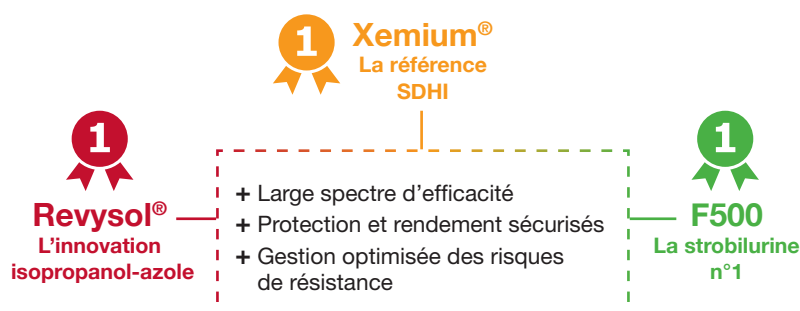 1
Xemium®
La référence
SDHI
1
Revysol®
L’innovation
isopropanol-azole
+ Large spectre d’efficacité
+ Protection et rendement sécurisés
+ Gestion optimisée des risques
de résistance
1
F500
La strobilurine
n°1